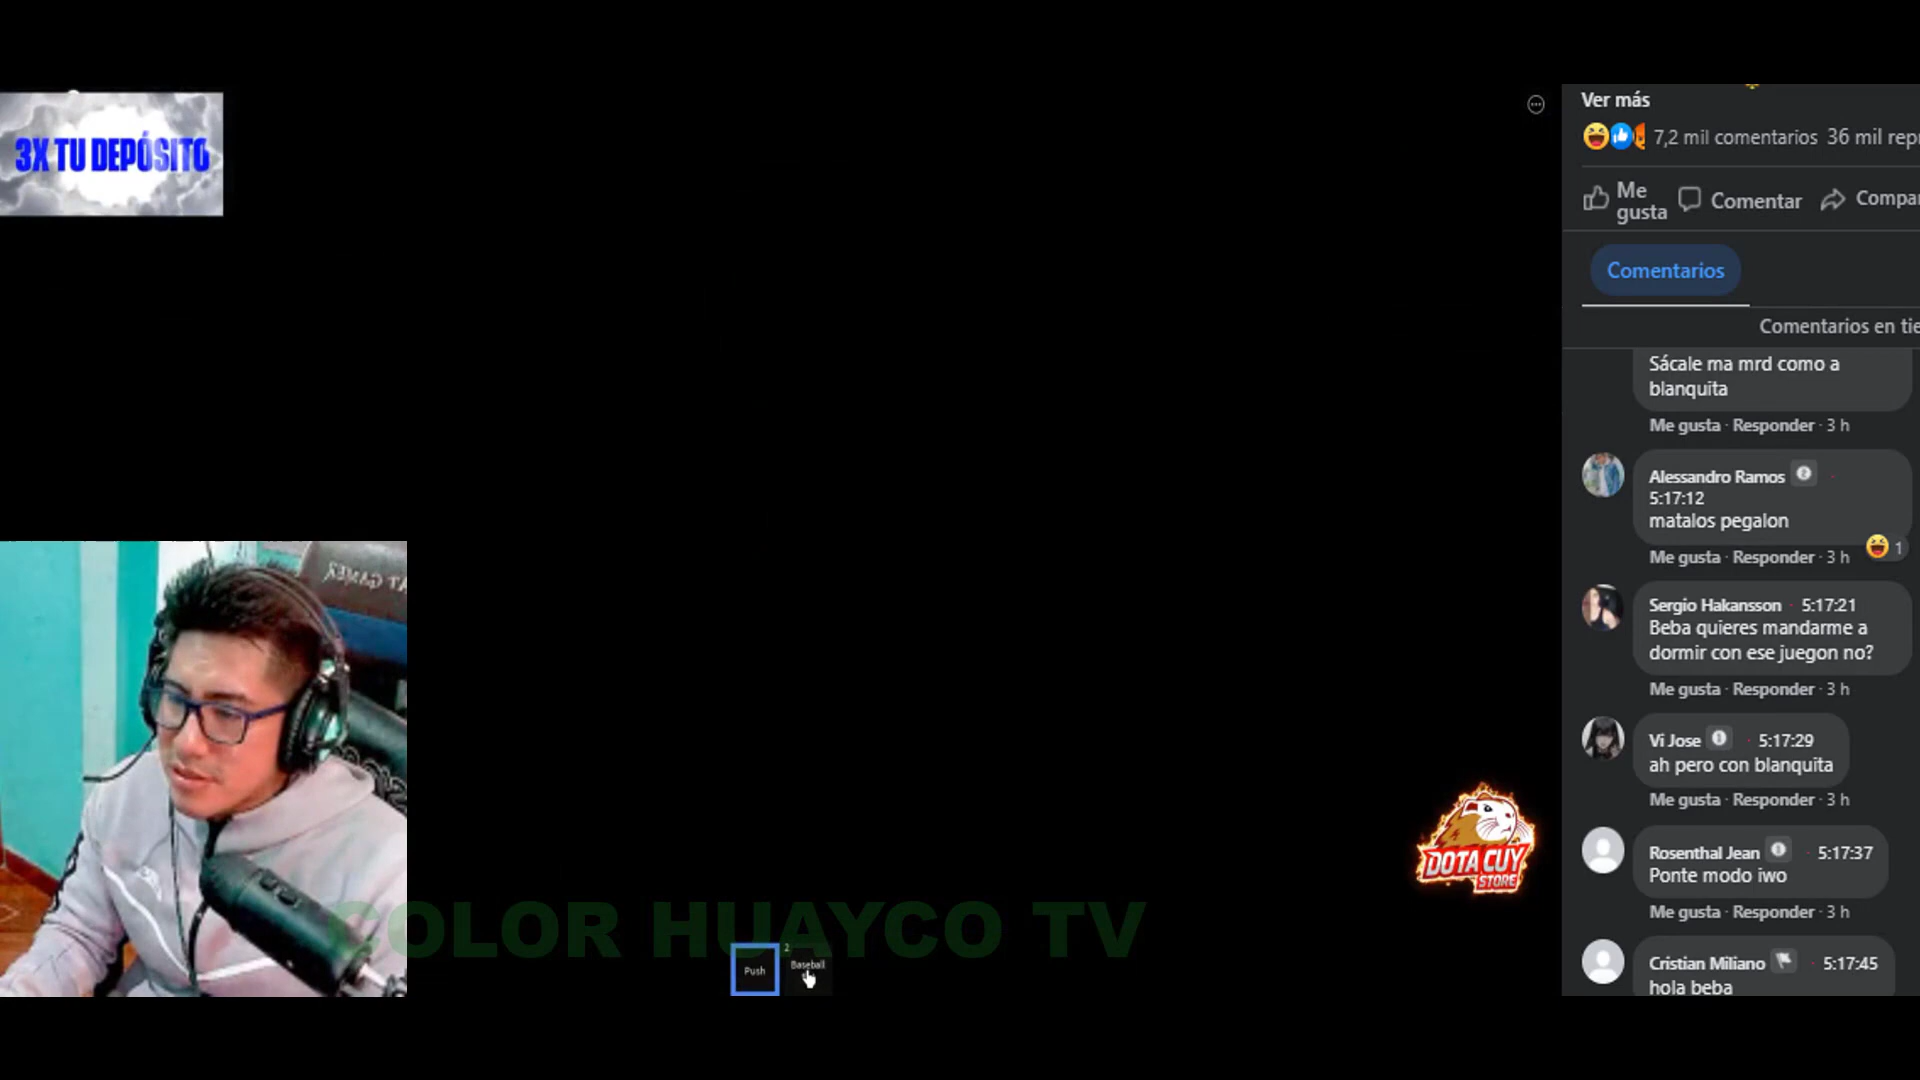 3X TU DEPÓSITO
Ver más
7,2 mil comentarios 36 mil repr
Me gusta
Comentar
Compar
Comentarios
Comentarios en tie
Sácale ma mrd como a
blanquita
Me gusta · Responder · 3 h
Alessandro Ramos
5:17:12
matalos pegalon
1
Me gusta · Responder · 3 h
Sergio Hakansson · 5:17:21
Beba quieres mandarme a
dormir con ese juegon no?
Me gusta · Responder · 3 h
Vi Jose · 5:17:29
ah pero con blanquita
Me gusta · Responder · 3 h
Rosenthal Jean · 5:17:37
Ponte modo iwo
Me gusta · Responder · 3 h
Cristian Miliano · 5:17:45
hola beba
DOTA CUY
STORE
COLOR HUAYCO TV
Push
2
Baseball